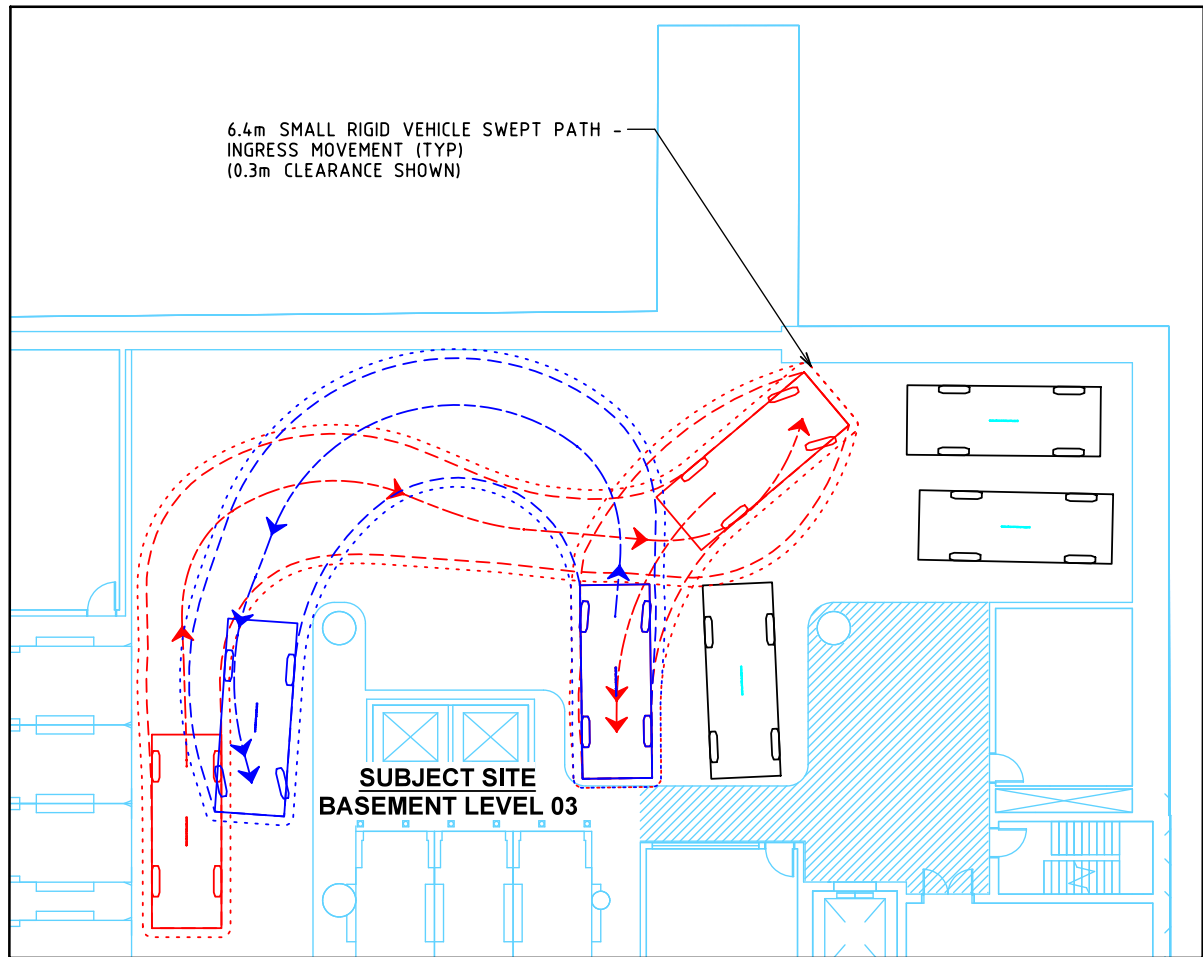 6.4m SMALL RIGID VEHICLE SWEPT PATH -
INGRESS MOVEMENT (TYP)
(0.3m CLEARANCE SHOWN)
SUBJECT SITE
BASEMENT LEVEL 03